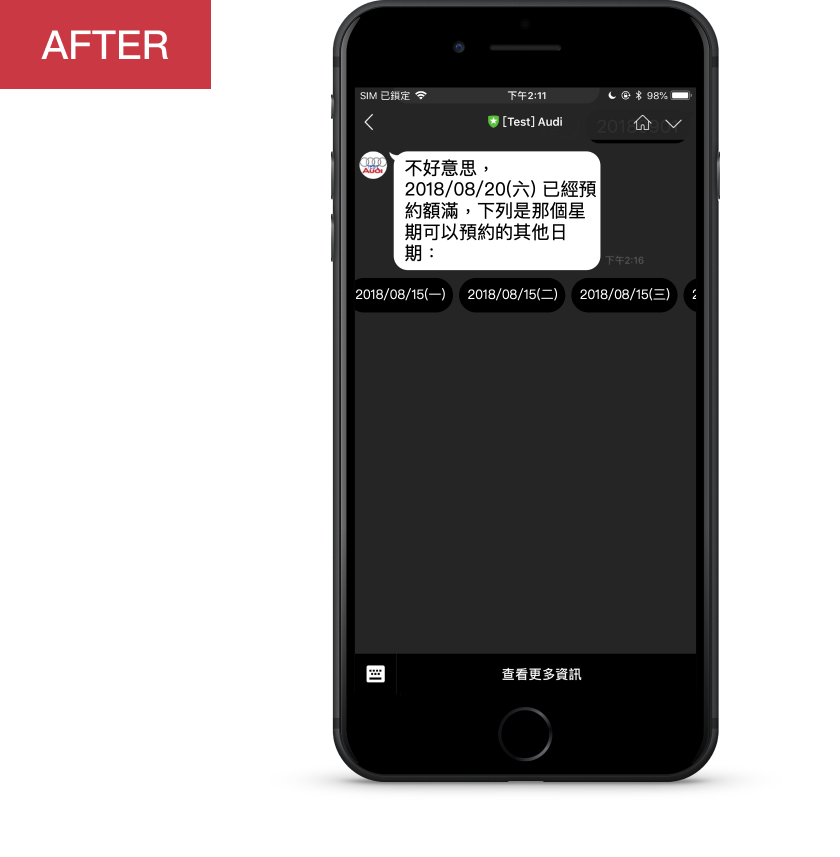 AFTER
SIM 已鎖定 下午2:11 98%
[Test] Audi
Audi
不好意思，
2018/08/20(六) 已經預
約額滿，下列是那個星
期可以預約的其他日
期：
下午2:16
2018/08/15(一) 2018/08/15(二) 2018/08/15(三) 2
查看更多資訊